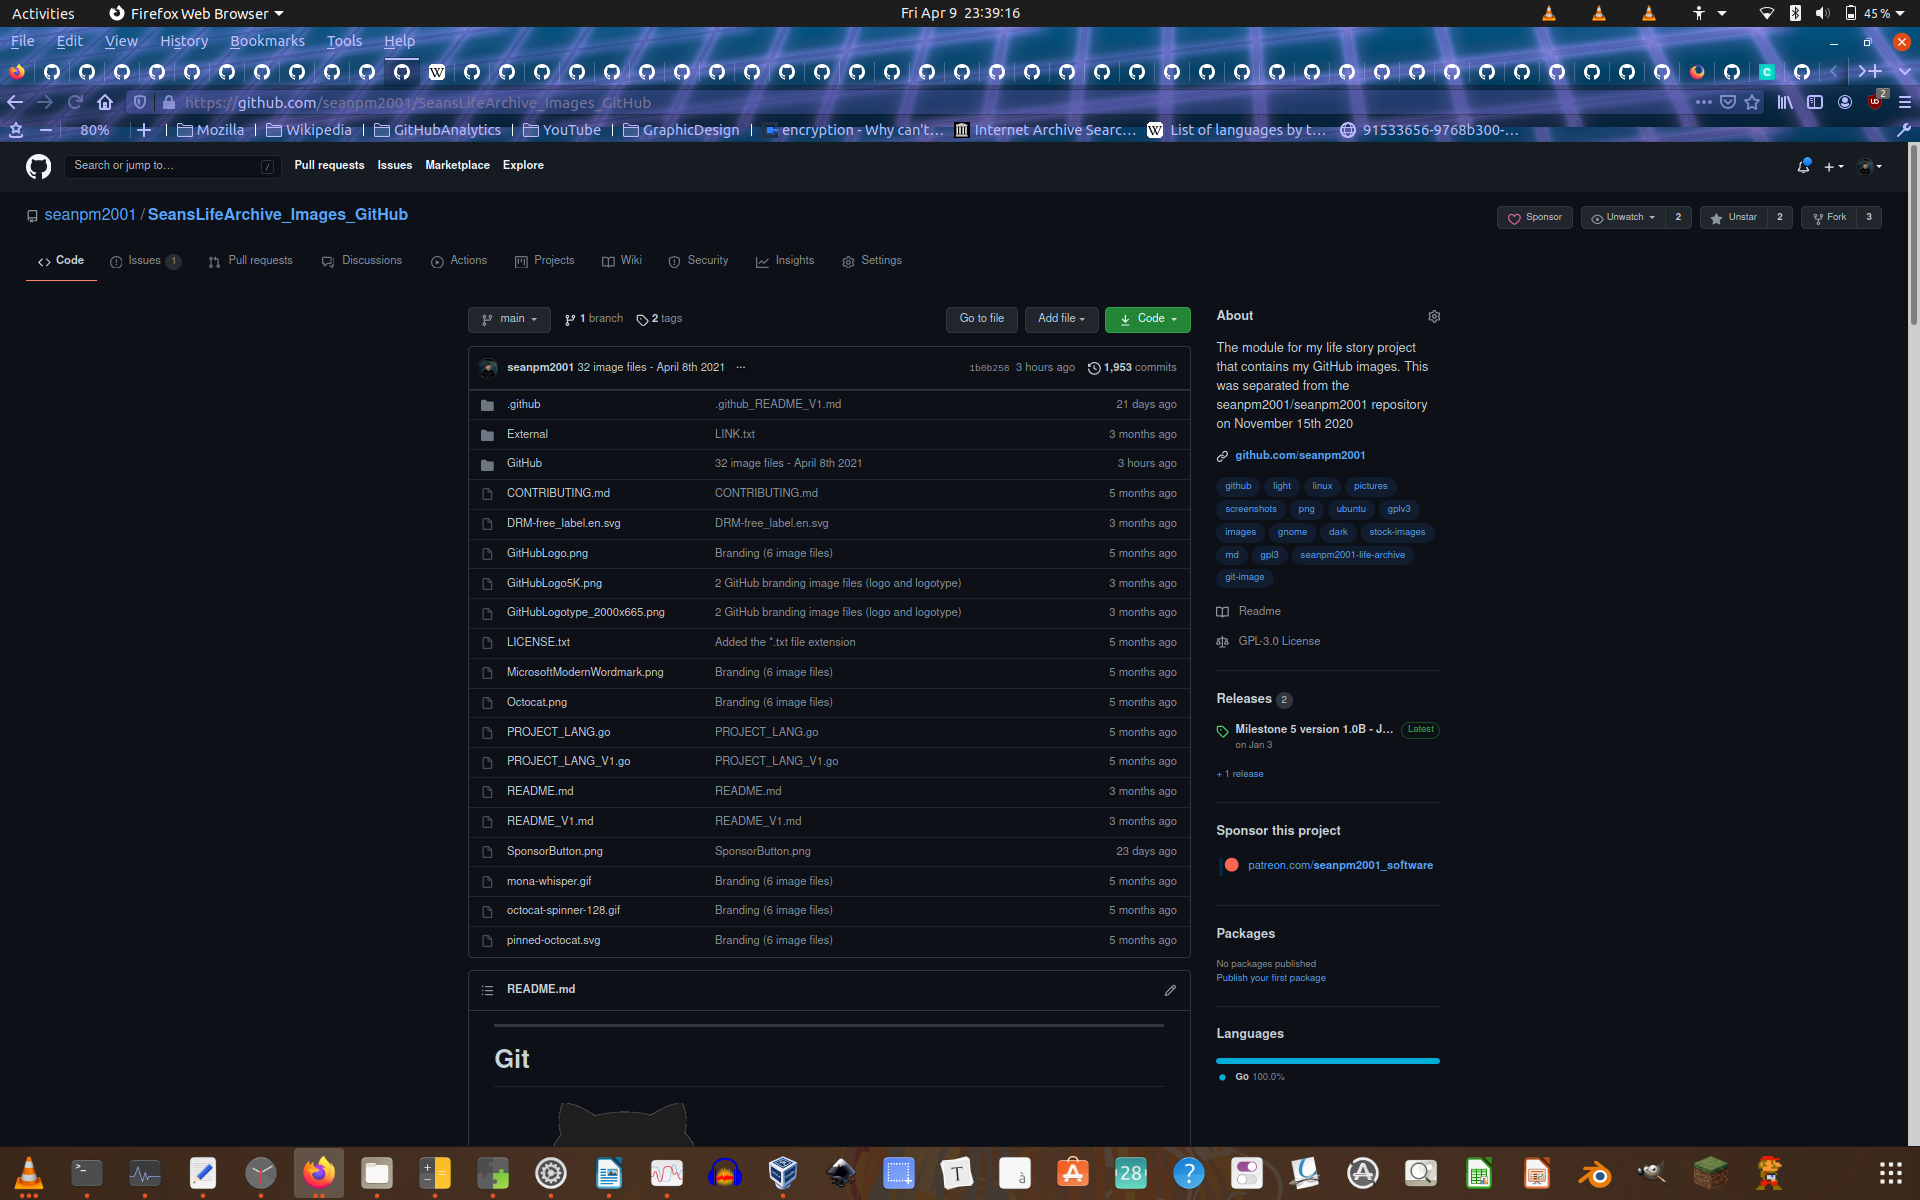 Activities Firefox Web Browser Fri Apr 9 23:39:16 45 %
File Edit View History Bookmarks Tools Help
https://github.com/seanpm2001/SeansLifeArchive_Images_GitHub 2
80% Mozilla Wikipedia GitHubAnalytics YouTube GraphicDesign encryption - Why can't… Internet Archive Searc… List of languages by t… 91533656-9768b300-…
Search or jump to… / Pull requests Issues Marketplace Explore
seanpm2001 / SeansLifeArchive_Images_GitHub Sponsor Unwatch 2 Unstar 2 Fork 3
Code Issues 1 Pull requests Discussions Actions Projects Wiki Security Insights Settings
main 1 branch 2 tags Go to file Add file Code
seanpm2001 32 image files - April 8th 2021 ... 1b0b258 3 hours ago 1,953 commits
.github .github_README_V1.md 21 days ago
External LINK.txt 3 months ago
GitHub 32 image files - April 8th 2021 3 hours ago
CONTRIBUTING.md CONTRIBUTING.md 5 months ago
DRM-free_label.en.svg DRM-free_label.en.svg 3 months ago
GitHubLogo.png Branding (6 image files) 5 months ago
GitHubLogo5K.png 2 GitHub branding image files (logo and logotype) 3 months ago
GitHubLogotype_2000x665.png 2 GitHub branding image files (logo and logotype) 3 months ago
LICENSE.txt Added the *.txt file extension 5 months ago
MicrosoftModernWordmark.png Branding (6 image files) 5 months ago
Octocat.png Branding (6 image files) 5 months ago
PROJECT_LANG.go PROJECT_LANG.go 5 months ago
PROJECT_LANG_V1.go PROJECT_LANG_V1.go 5 months ago
README.md README.md 3 months ago
README_V1.md README_V1.md 3 months ago
SponsorButton.png SponsorButton.png 23 days ago
mona-whisper.gif Branding (6 image files) 5 months ago
octocat-spinner-128.gif Branding (6 image files) 5 months ago
pinned-octocat.svg Branding (6 image files) 5 months ago
README.md
Git
About
The module for my life story project
that contains my GitHub images. This
was separated from the
seanpm2001/seanpm2001 repository
on November 15th 2020
github.com/seanpm2001
github light linux pictures
screenshots png ubuntu gplv3
images gnome dark stock-images
md gpl3 seanpm2001-life-archive
git-image
Readme
GPL-3.0 License
Releases 2
Milestone 5 version 1.0B - J... Latest
on Jan 3
+ 1 release
Sponsor this project
patreon.com/seanpm2001_software
Packages
No packages published
Publish your first package
Languages
Go 100.0%